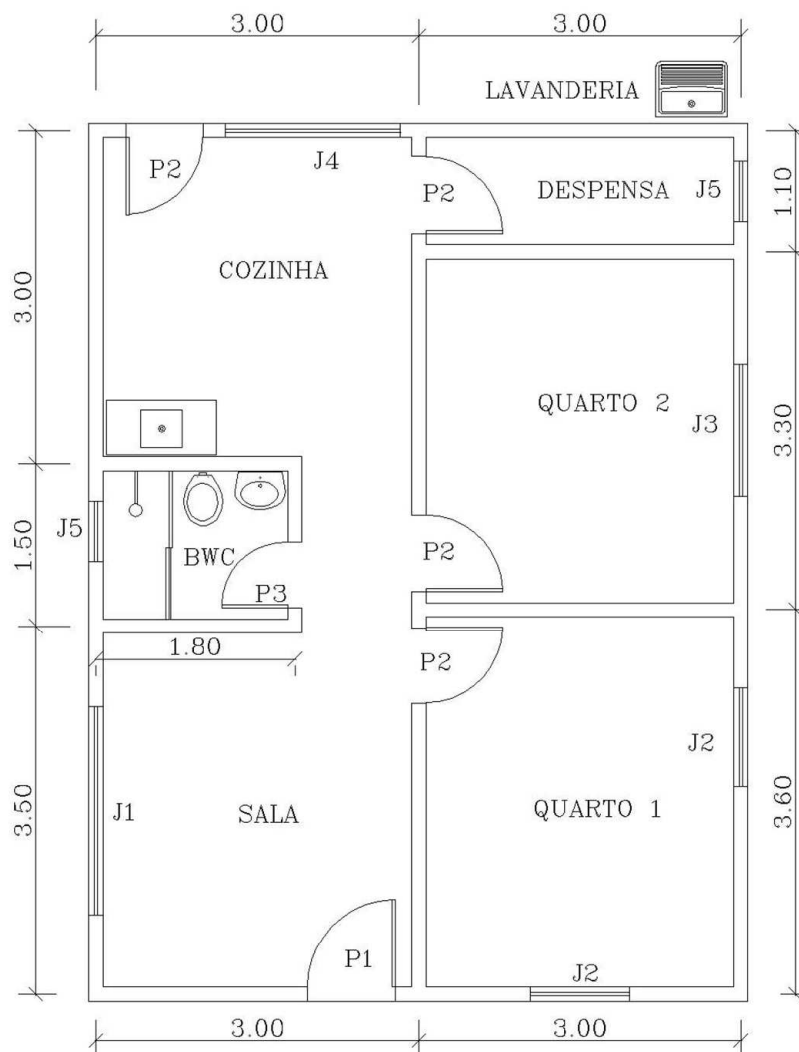 3.00
3.00
LAVANDERIA
P2
J4
P2
DESPENSA
J5
1.10
COZINHA
3.00
QUARTO 2
J3
3.30
J5
1.50
BWC
P3
P2
1.80
P2
J2
J1
SALA
QUARTO 1
3.50
3.60
P1
J2
3.00
3.00